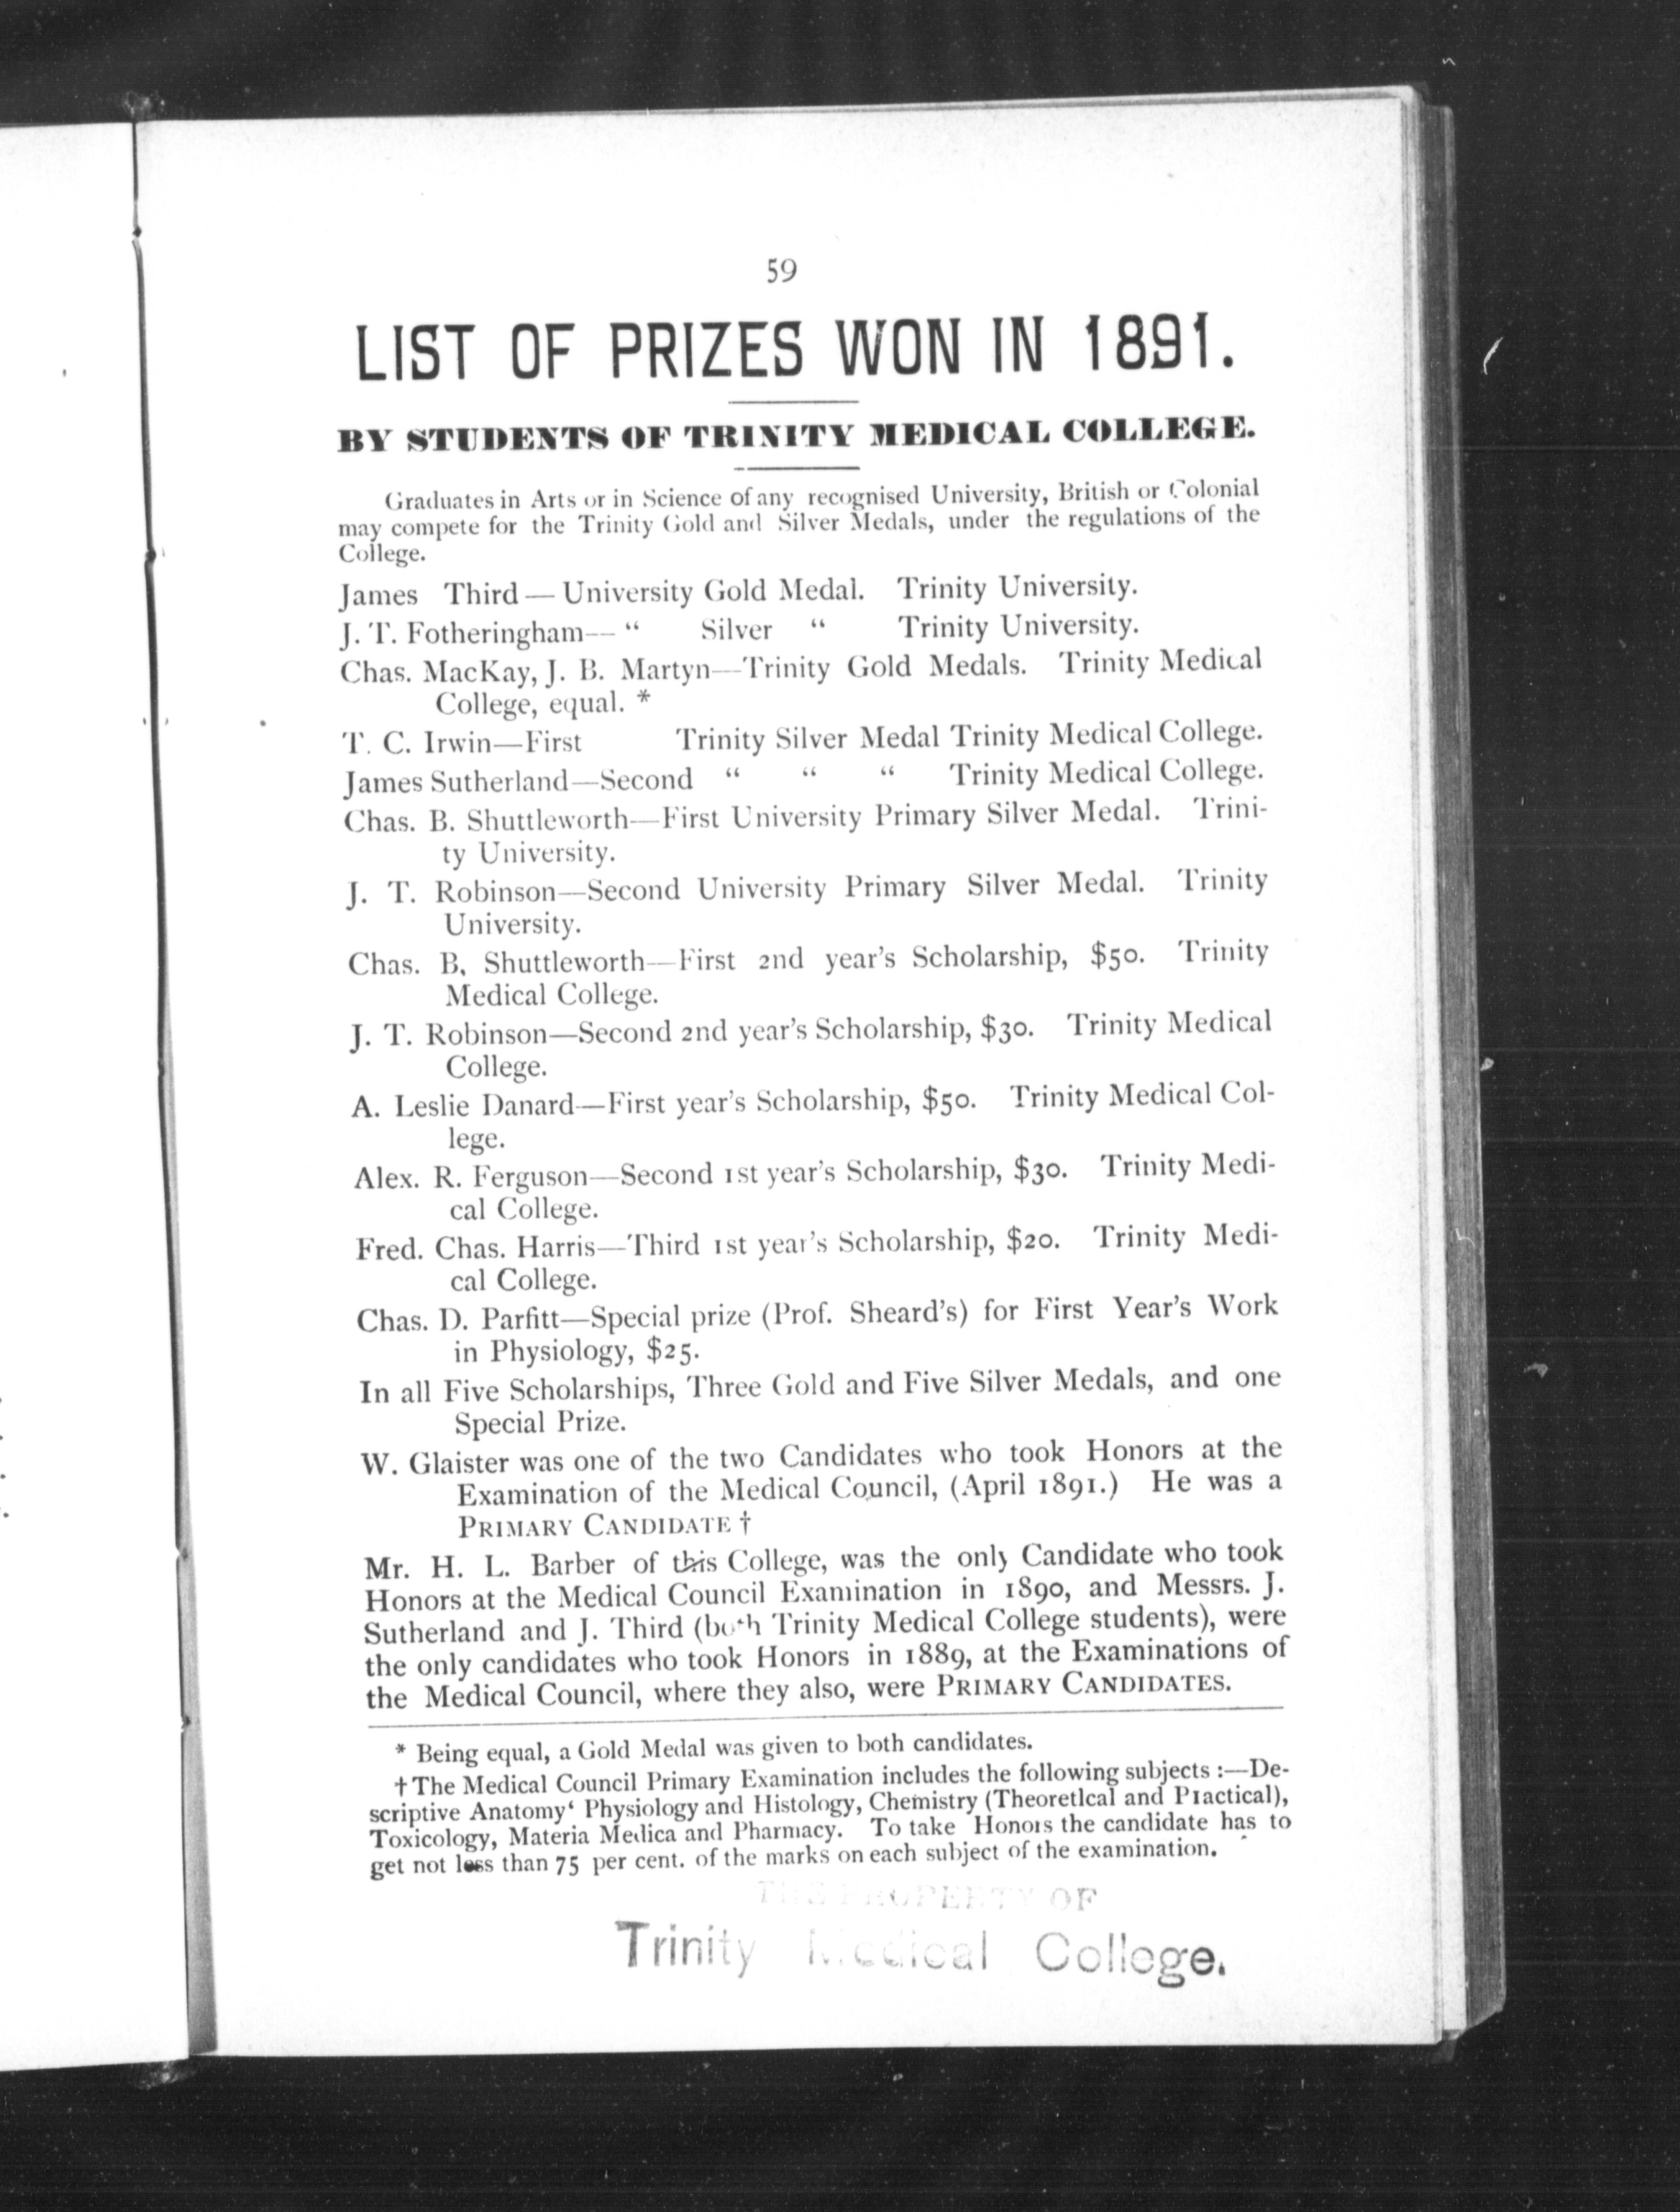 59
LIST OF PRIZES WON IN 1891.
BY STUDENTS OF TRINITY MEDICAL COLLEGE.
Graduates in Arts or in Science of any recognised University, British or Colonial
may compete for the Trinity Gold and Silver Medals, under the regulations of the
College.
James Third — University Gold Medal. Trinity University.
J. T. Fotheringham— “ Silver “ Trinity University.
Chas. MacKay, J. B. Martyn—Trinity Gold Medals. Trinity Medical
College, equal. *
T. C. Irwin—First Trinity Silver Medal Trinity Medical College.
James Sutherland—Second “ “ “ Trinity Medical College.
Chas. B. Shuttleworth—First University Primary Silver Medal. Trini-
ty University.
J. T. Robinson—Second University Primary Silver Medal. Trinity
University.
Chas. B, Shuttleworth—First 2nd year’s Scholarship, $50. Trinity
Medical College.
J. T. Robinson—Second 2nd year’s Scholarship, $30. Trinity Medical
College.
A. Leslie Danard—First year’s Scholarship, $50. Trinity Medical Col-
lege.
Alex. R. Ferguson—Second 1st year’s Scholarship, $30. Trinity Medi-
cal College.
Fred. Chas. Harris—Third 1st year’s Scholarship, $20. Trinity Medi-
cal College.
Chas. D. Parfitt—Special prize (Prof. Sheard’s) for First Year’s Work
in Physiology, $25.
In all Five Scholarships, Three Gold and Five Silver Medals, and one
Special Prize.
W. Glaister was one of the two Candidates who took Honors at the
Examination of the Medical Council, (April 1891.) He was a
PRIMARY CANDIDATE †
Mr. H. L. Barber of this College, was the only Candidate who took
Honors at the Medical Council Examination in 1890, and Messrs. J.
Sutherland and J. Third (both Trinity Medical College students), were
the only candidates who took Honors in 1889, at the Examinations of
the Medical Council, where they also, were PRIMARY CANDIDATES.
* Being equal, a Gold Medal was given to both candidates.
† The Medical Council Primary Examination includes the following subjects :—De-
scriptive Anatomy‘ Physiology and Histology, Chemistry (Theoretlcal and Practical),
Toxicology, Materia Medica and Pharmacy. To take Honors the candidate has to
get not less than 75 per cent. of the marks on each subject of the examination.
THE PROPERTY OF
Trinity Medical College.